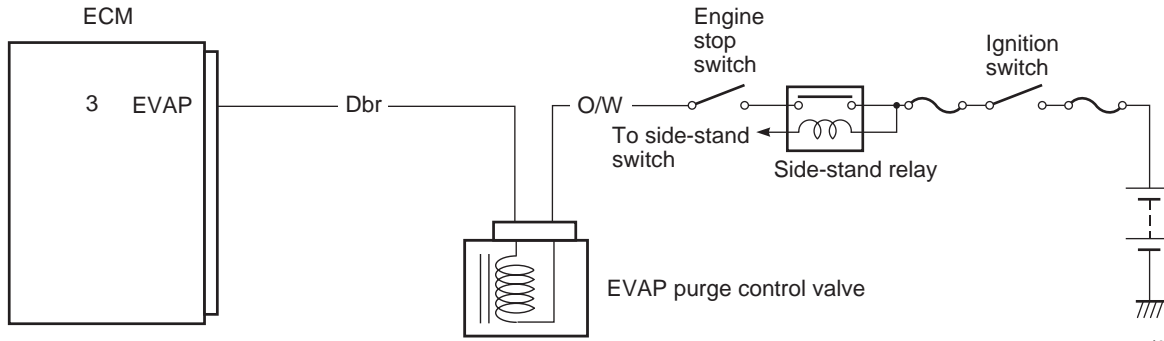 ECM
Engine
stop
switch
Ignition
switch
3 EVAP
Dbr
O/W
To side-stand
switch
Side-stand relay
EVAP purge control valve